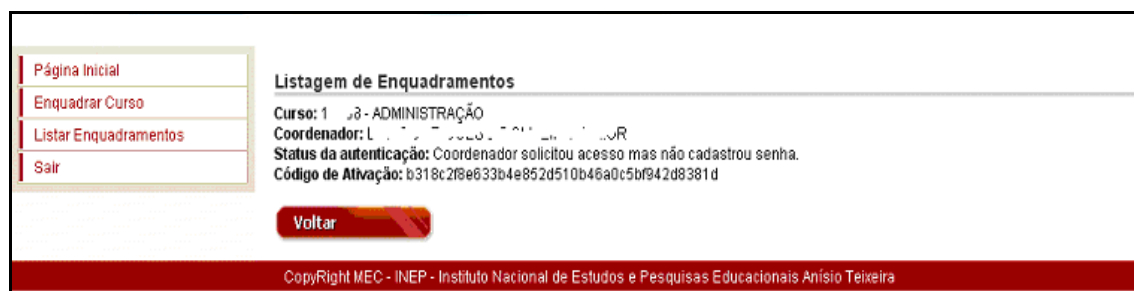 Página Inicial
Enquadrar Curso
Listar Enquadramentos
Sair
Listagem de Enquadramentos
Curso: - ADMINISTRAÇÃO
Coordenador:
Status da autenticação: Coordenador solicitou acesso mas não cadastrou senha.
Código de Ativação: b318c2f8e633b4e852d510b46a0c5bf942d8381d
Voltar
CopyRight MEC - INEP - Instituto Nacional de Estudos e Pesquisas Educacionais Anísio Teixeira